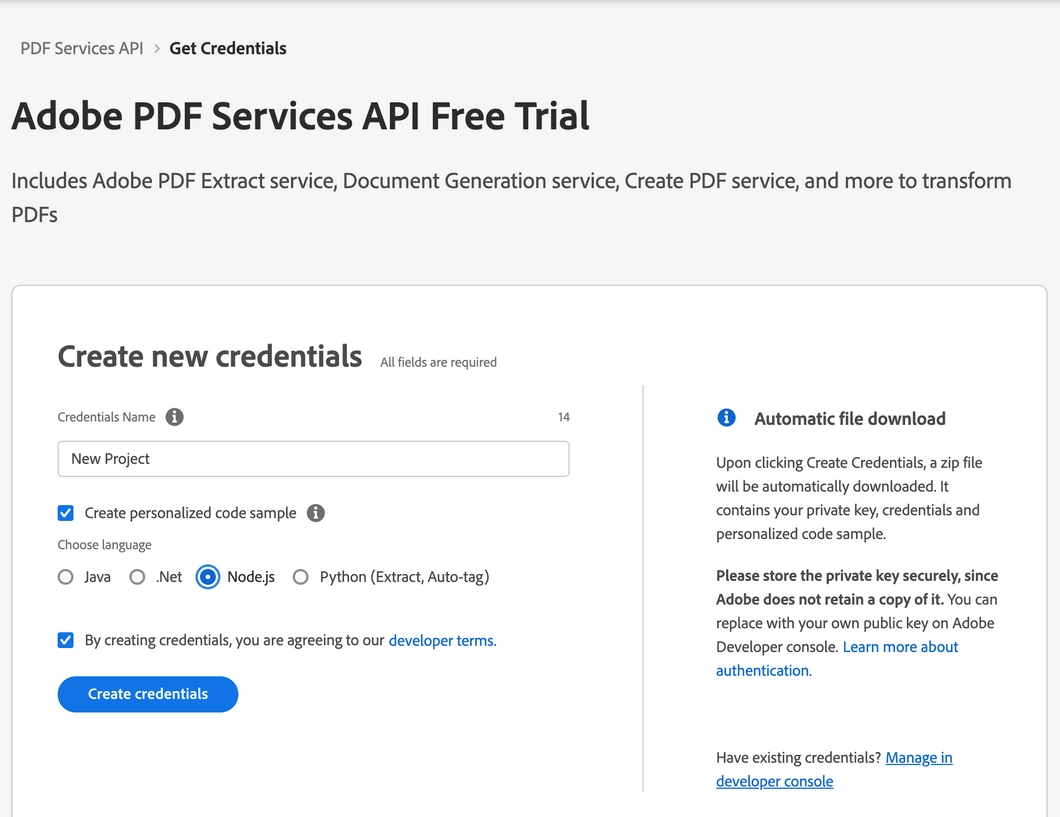 PDF Services API > Get Credentials
Adobe PDF Services API Free Trial
Includes Adobe PDF Extract service, Document Generation service, Create PDF service, and more to transform
PDFs
Create new credentials All fields are required
Credentials Name 14
New Project
Create personalized code sample
Choose language
Java .Net Node.js Python (Extract, Auto-tag)
By creating credentials, you are agreeing to our developer terms.
Create credentials
Automatic file download
Upon clicking Create Credentials, a zip file
will be automatically downloaded. It
contains your private key, credentials and
personalized code sample.
Please store the private key securely, since
Adobe does not retain a copy of it. You can
replace with your own public key on Adobe
Developer console. Learn more about
authentication.
Have existing credentials? Manage in
developer console